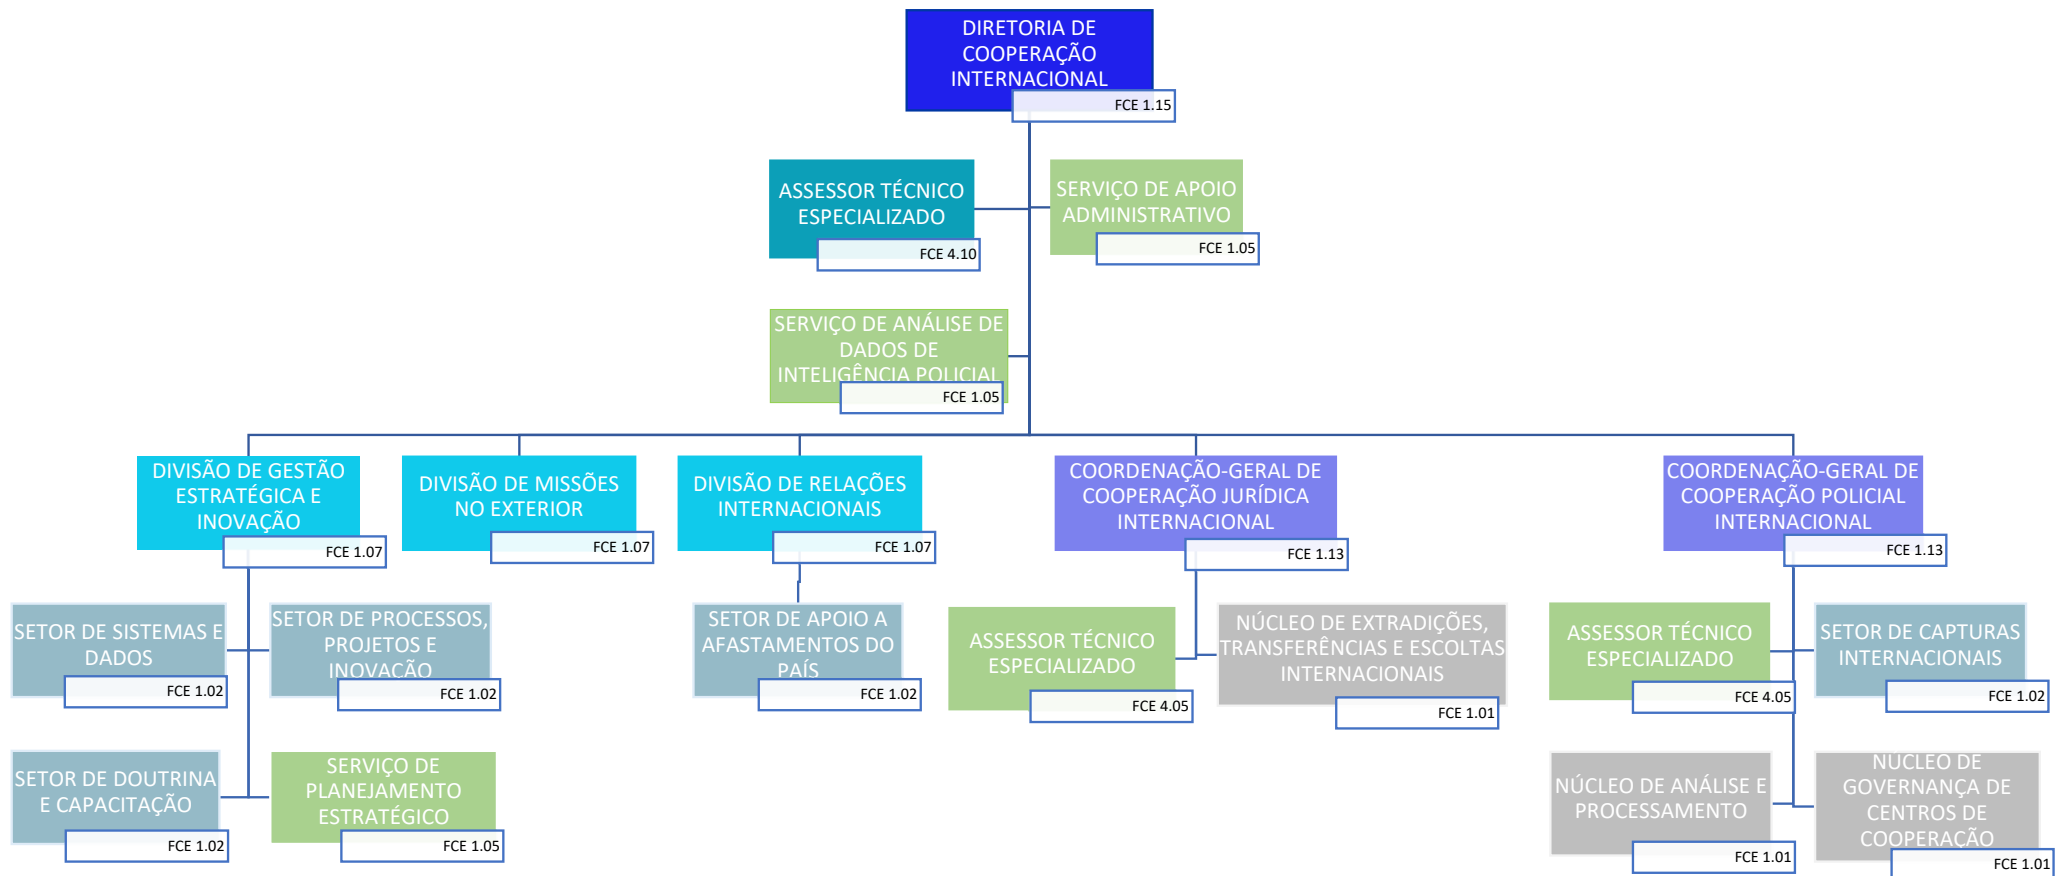 DIRETORIA DE
COOPERAÇÃO
INTERNACIONAL
FCE 1.15
ASSESSOR TÉCNICO
ESPECIALIZADO
FCE 4.10
SERVIÇO DE APOIO
ADMINISTRATIVO
FCE 1.05
SERVIÇO DE ANÁLISE DE
DADOS DE
INTELIGÊNCIA POLICIAL
FCE 1.05
DIVISÃO DE GESTÃO
ESTRATÉGICA E
INOVAÇÃO
FCE 1.07
DIVISÃO DE MISSÕES
NO EXTERIOR
FCE 1.07
DIVISÃO DE RELAÇÕES
INTERNACIONAIS
FCE 1.07
COORDENAÇÃO-GERAL DE
COOPERAÇÃO JURÍDICA
INTERNACIONAL
FCE 1.13
COORDENAÇÃO-GERAL DE
COOPERAÇÃO POLICIAL
INTERNACIONAL
FCE 1.13
SETOR DE SISTEMAS E
DADOS
FCE 1.02
SETOR DE PROCESSOS,
PROJETOS E
INOVAÇÃO
FCE 1.02
SETOR DE APOIO A
AFASTAMENTOS DO
PAÍS
FCE 1.02
ASSESSOR TÉCNICO
ESPECIALIZADO
FCE 4.05
NÚCLEO DE EXTRADIÇÕES,
TRANSFERÊNCIAS E ESCOLTAS
INTERNACIONAIS
FCE 1.01
ASSESSOR TÉCNICO
ESPECIALIZADO
FCE 4.05
SETOR DE CAPTURAS
INTERNACIONAIS
FCE 1.02
SETOR DE DOUTRINA
E CAPACITAÇÃO
FCE 1.02
SERVIÇO DE
PLANEJAMENTO
ESTRATÉGICO
FCE 1.05
NÚCLEO DE ANÁLISE E
PROCESSAMENTO
FCE 1.01
NUCLEO DE
GOVERNANÇA DE
CENTROS DE
COOPERAÇÃO
FCE 1.01